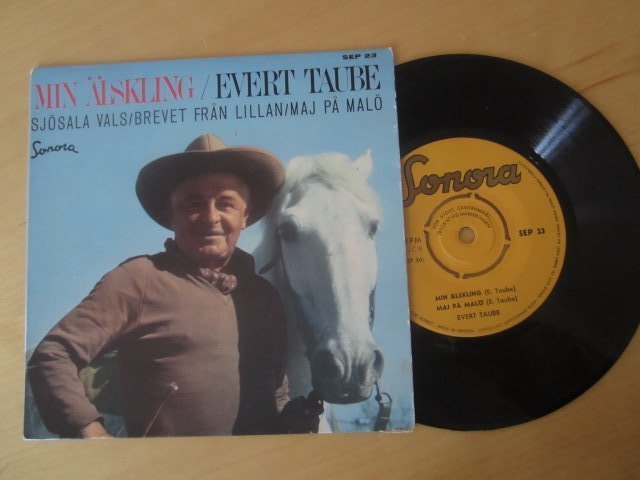 SEP 23
MIN ÄLSKLING / EVERT TAUBE
SJÖSALA VALS/BREVET FRÅN LILLAN/MAJ PÅ MALÖ
Sonora
Sonora
SEP 23
MIN ÄLSKLING (E. Taube)
MAJ PÅ MALÖ (E. Taube)
EVERT TAUBE